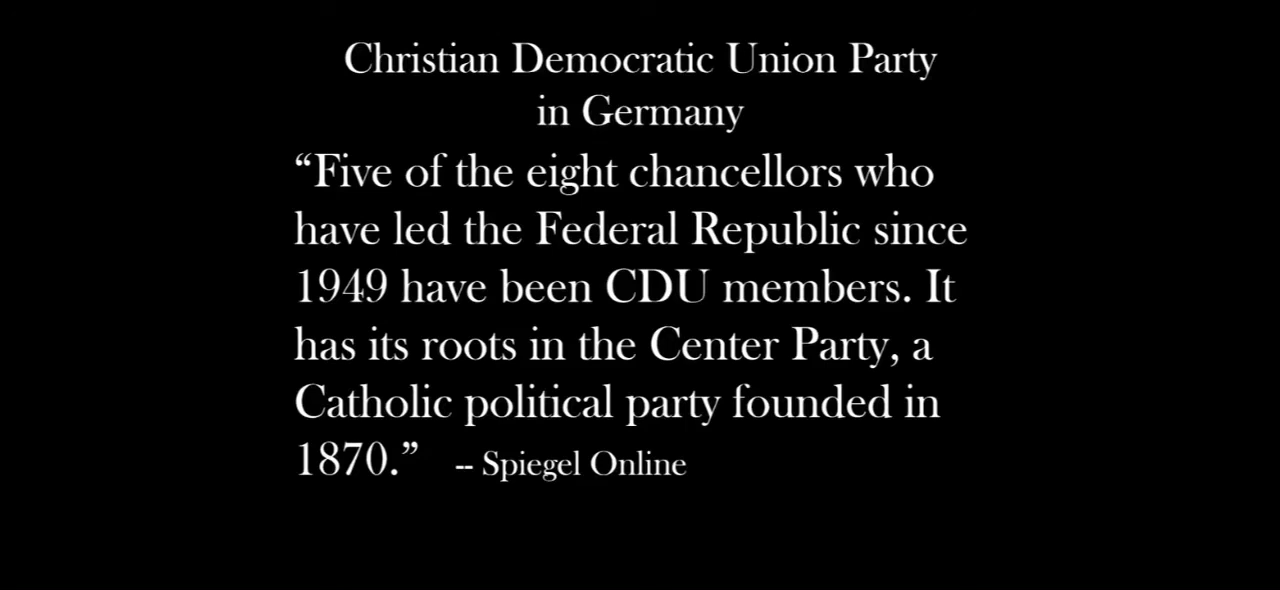 Christian Democratic Union Party
in Germany
“Five of the eight chancellors who
have led the Federal Republic since
1949 have been CDU members. It
has its roots in the Center Party, a
Catholic political party founded in
1870.” -- Spiegel Online